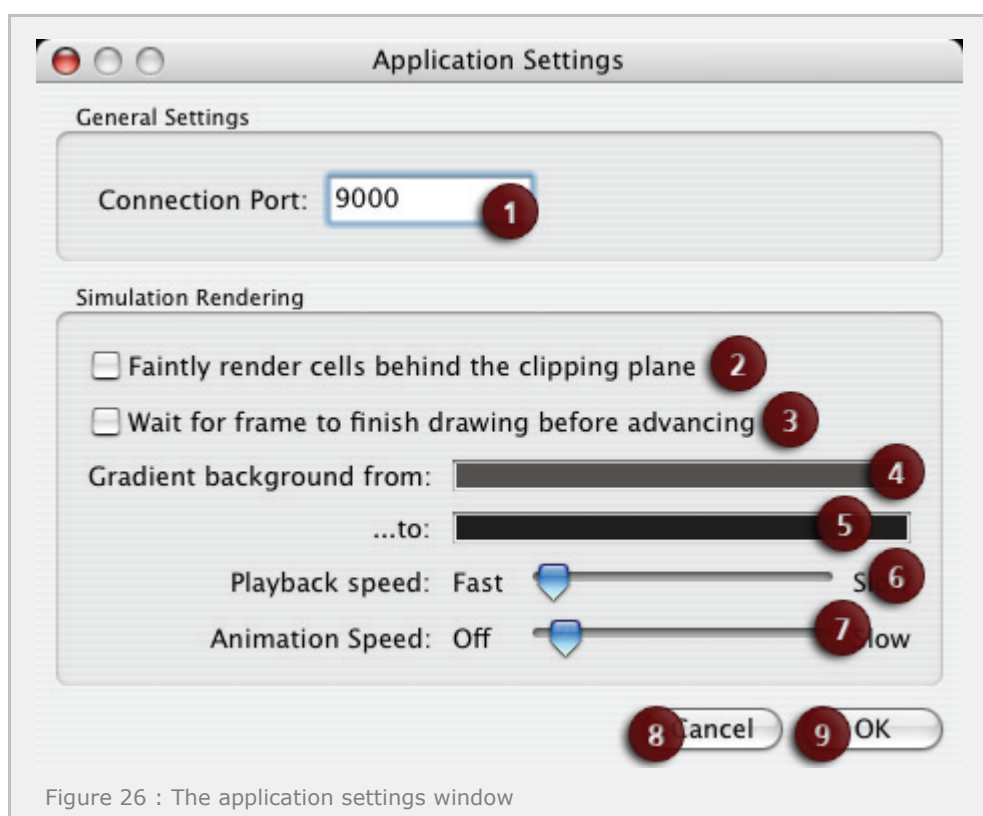 Application Settings
General Settings
Connection Port: 9000 1
Simulation Rendering
Faintly render cells behind the clipping plane 2
Wait for frame to finish drawing before advancing 3
Gradient background from: 4
...to: 5
Playback speed: Fast 6
Animation Speed: Off 7 Slow
8 Cancel 9 OK
Figure 26 : The application settings window